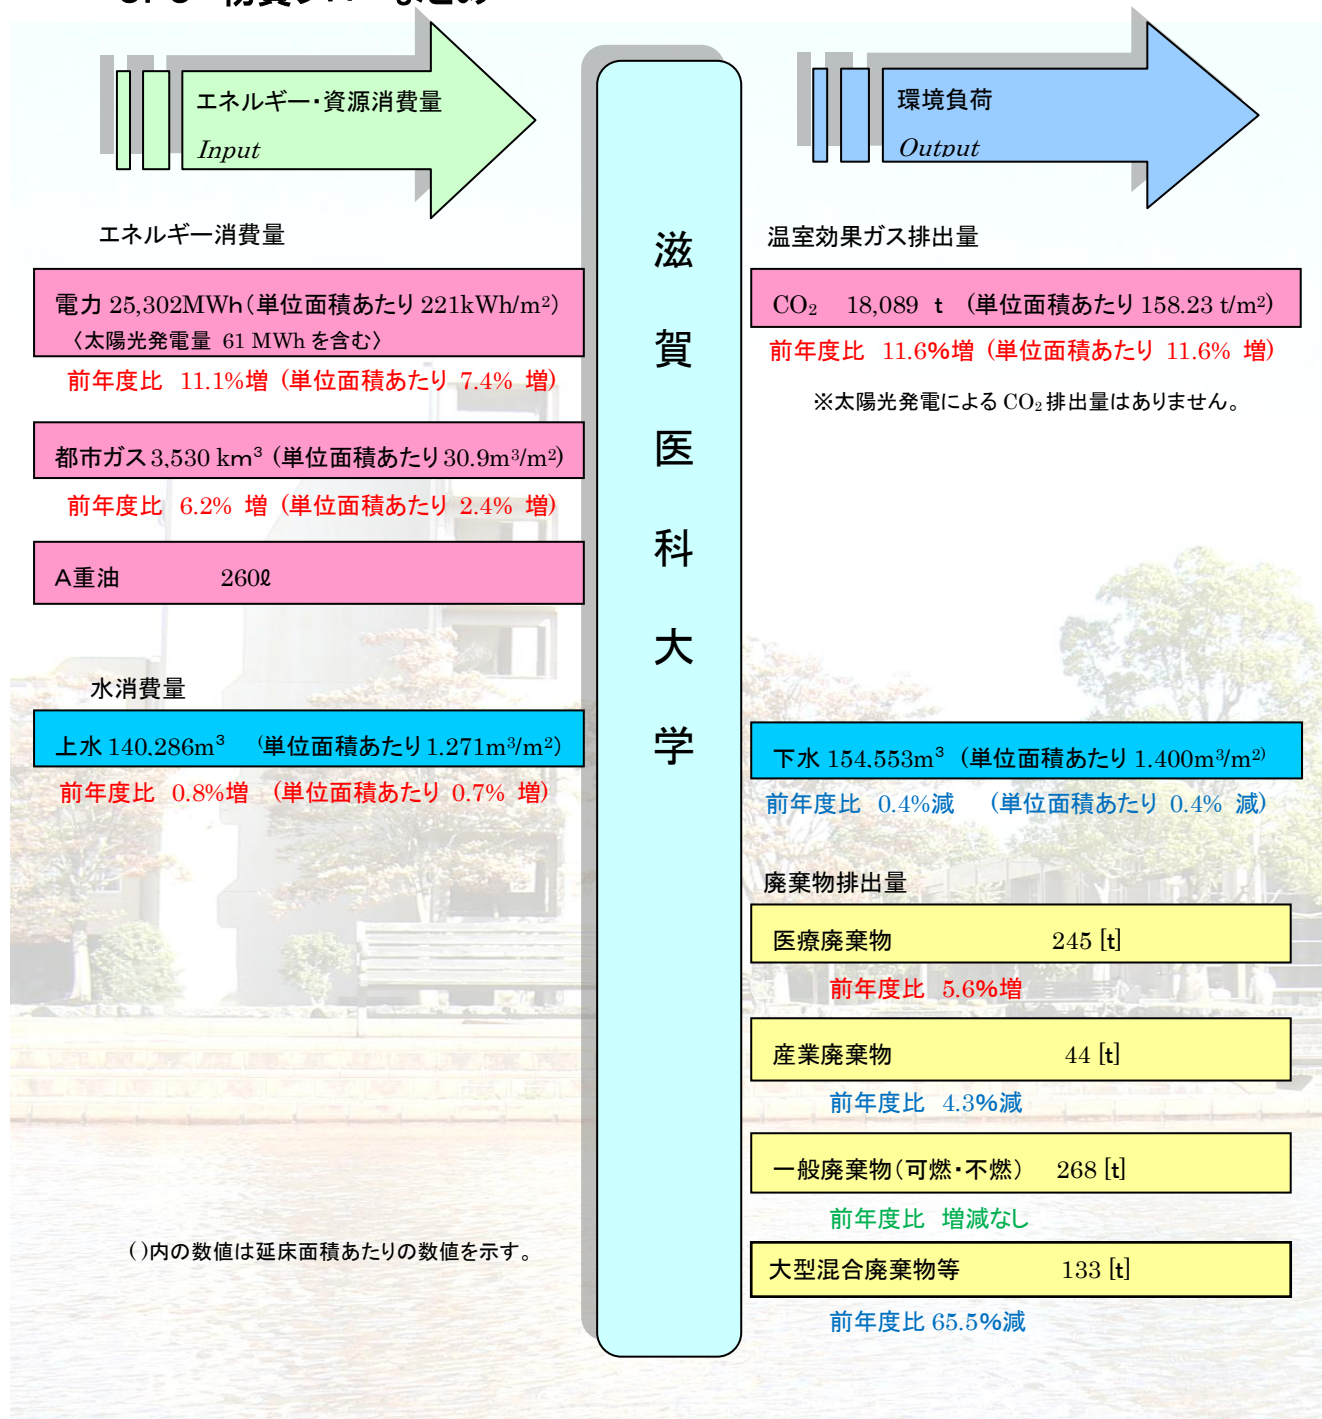 エネルギー・資源消費量
Input
環境負荷
Output
滋賀医科大学
エネルギー消費量
電力 25,302MWh(単位面積あたり 221kWh/m²)
〈太陽光発電量 61 MWh を含む〉
前年度比 11.1%増 (単位面積あたり 7.4% 増)
都市ガス 3,530 km³ (単位面積あたり 30.9m³/m²)
前年度比 6.2% 増 (単位面積あたり 2.4% 増)
A重油 260ℓ
水消費量
上水 140,286m³ (単位面積あたり 1.271m³/m²)
前年度比 0.8%増 (単位面積あたり 0.7% 増)
()内の数値は延床面積あたりの数値を示す。
温室効果ガス排出量
CO₂ 18,089 t (単位面積あたり 158.23 t/m²)
前年度比 11.6%増 (単位面積あたり 11.6% 増)
※太陽光発電による CO₂ 排出量はありません。
下水 154,553m³ (単位面積あたり 1.400m³/m²)
前年度比 0.4%減 (単位面積あたり 0.4% 減)
廃棄物排出量
医療廃棄物 245 [t]
前年度比 5.6%増
産業廃棄物 44 [t]
前年度比 4.3%減
一般廃棄物(可燃・不燃) 268 [t]
前年度比 増減なし
大型混合廃棄物等 133 [t]
前年度比 65.5%減